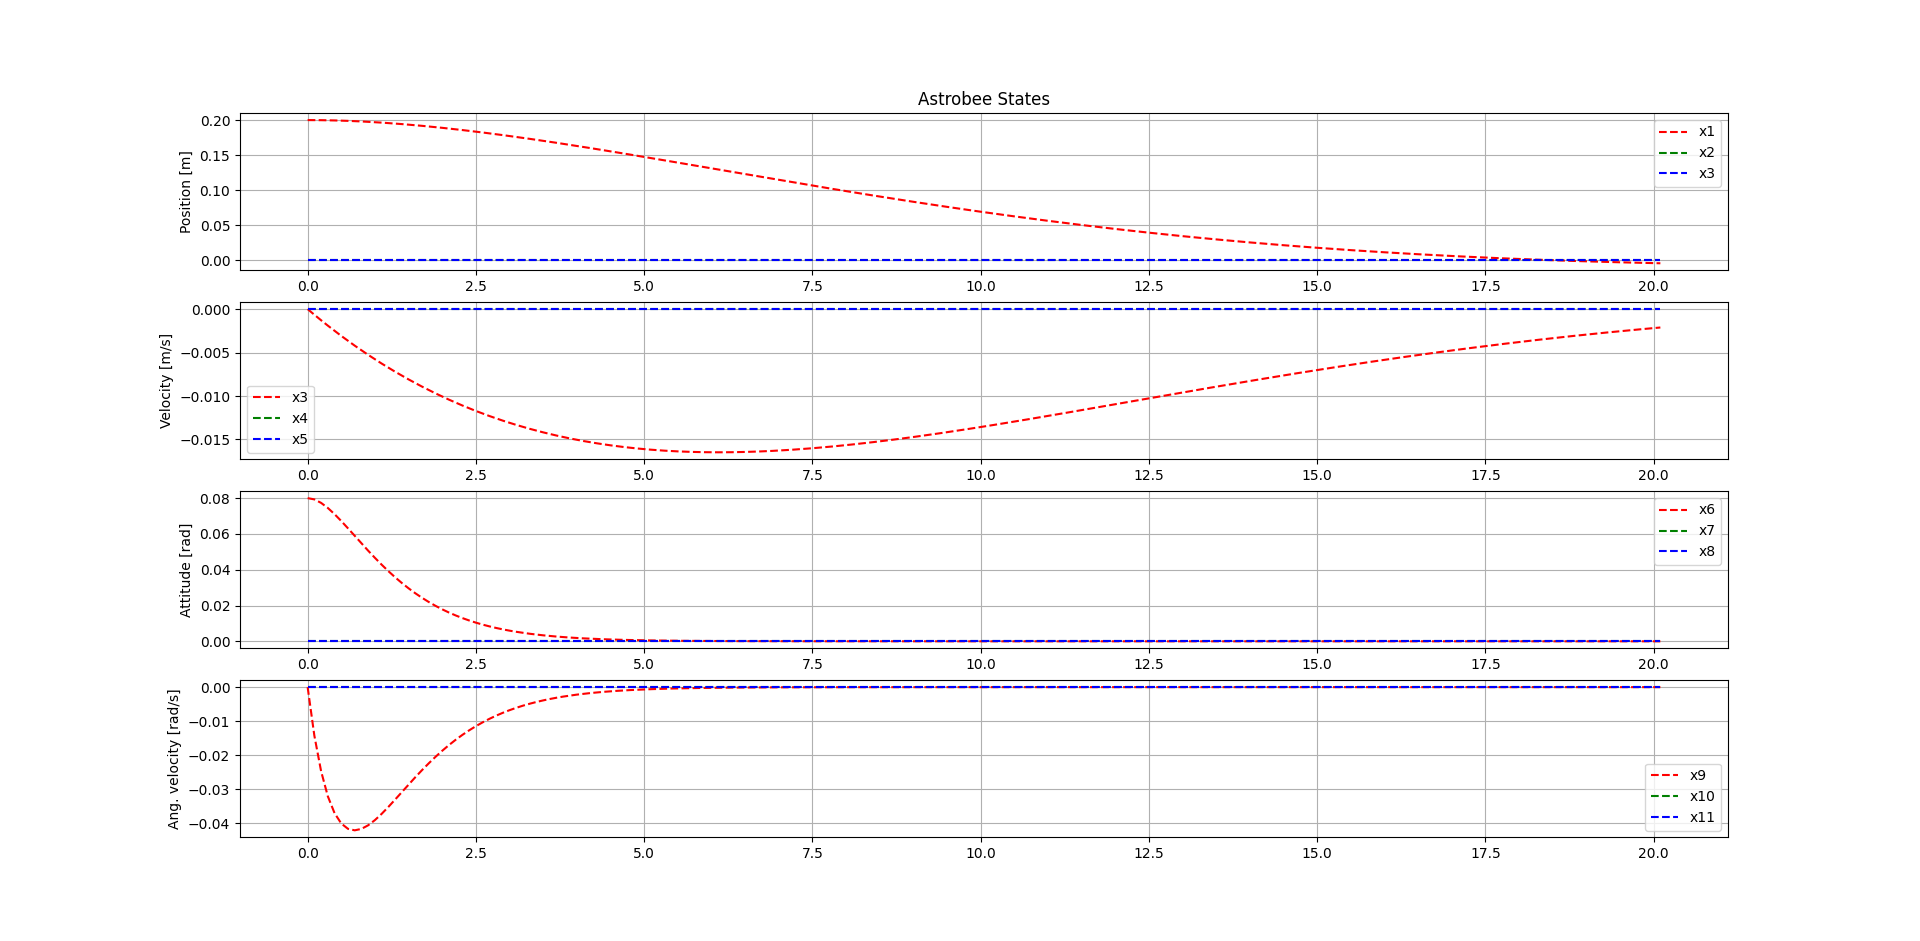 Astrobee States
Position [m]
0.20
0.15
0.10
0.05
0.00
x1
x2
x3
0.0 2.5 5.0 7.5 10.0 12.5 15.0 17.5 20.0
Velocity [m/s]
0.000
−0.005
−0.010
−0.015
x3
x4
x5
0.0 2.5 5.0 7.5 10.0 12.5 15.0 17.5 20.0
Attitude [rad]
0.08
0.06
0.04
0.02
0.00
x6
x7
x8
0.0 2.5 5.0 7.5 10.0 12.5 15.0 17.5 20.0
Ang. velocity [rad/s]
0.00
−0.01
−0.02
−0.03
−0.04
x9
x10
x11
0.0 2.5 5.0 7.5 10.0 12.5 15.0 17.5 20.0